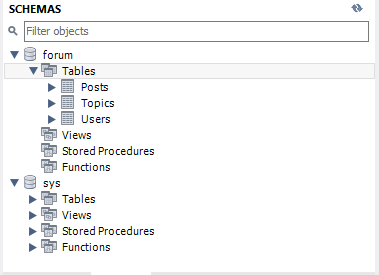 SCHEMAS
Filter objects
forum
Tables
Posts
Topics
Users
Views
Stored Procedures
Functions
sys
Tables
Views
Stored Procedures
Functions